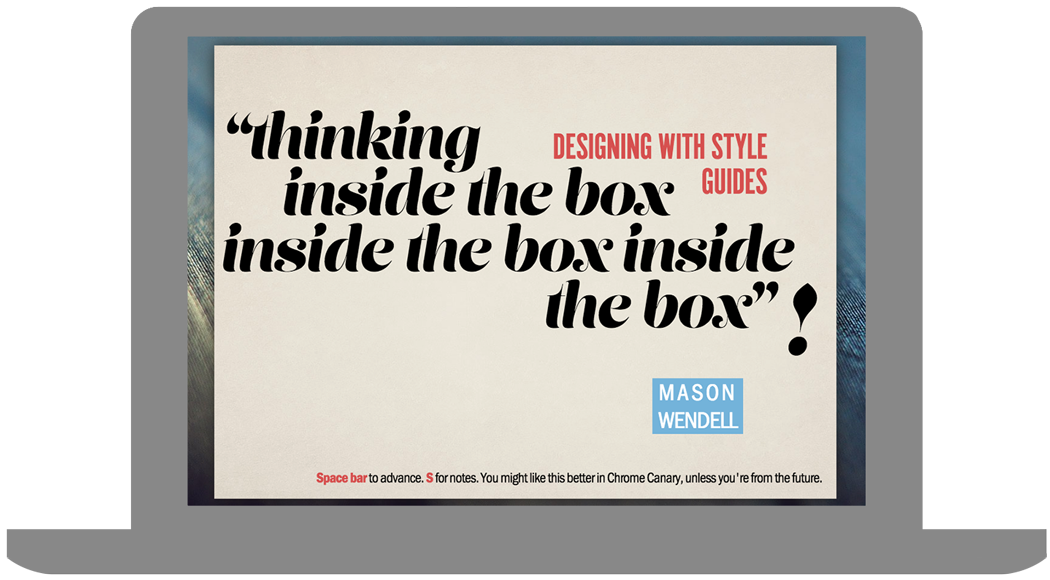 “thinking
inside the box
inside the box inside
the box”!
DESIGNING WITH STYLE
GUIDES
MASON
WENDELL
Space bar to advance. S for notes. You might like this better in Chrome Canary, unless you're from the future.